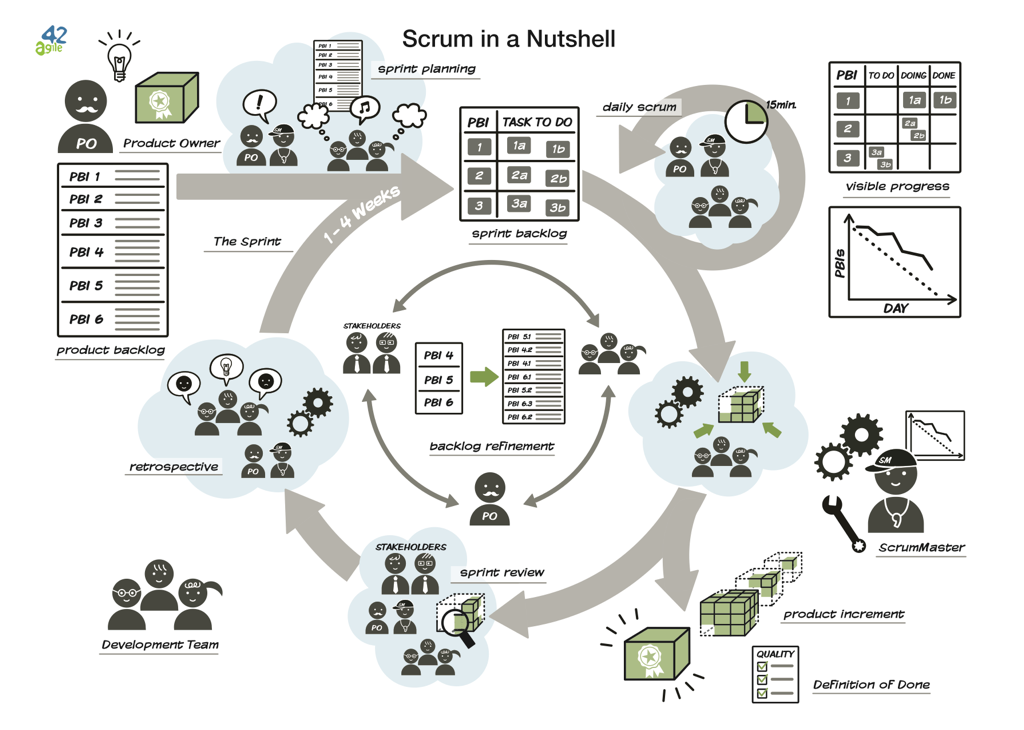 42
agile
Scrum in a Nutshell
PO
Product Owner
PBI 1
PBI 2
PBI 3
PBI 4
PBI 5
PBI 6
product backlog
PBI 1
PBI 2
PBI 3
PBI 4
PBI 5
PBI 6
sprint planning
!
PO
SM
The Sprint
1 - 4 Weeks
PBI TASK TO DO
1 1a 1b
2 2a 2b
3 3a 3b
sprint backlog
daily scrum
15min.
PO
SM
PBI TO DO DOING DONE
1 1a 1b
2 2a 2b
3 3a 3b
visible progress
PBIs
DAY
STAKEHOLDERS
PBI 4
PBI 5
PBI 6
PBI 5.1
PBI 4.2
PBI 4.1
PBI 6.1
PBI 5.2
PBI 6.3
PBI 6.2
backlog refinement
PO
retrospective
PO
SM
SM
ScrumMaster
STAKEHOLDERS
sprint review
PO
SM
Development Team
product increment
QUALITY
Definition of Done